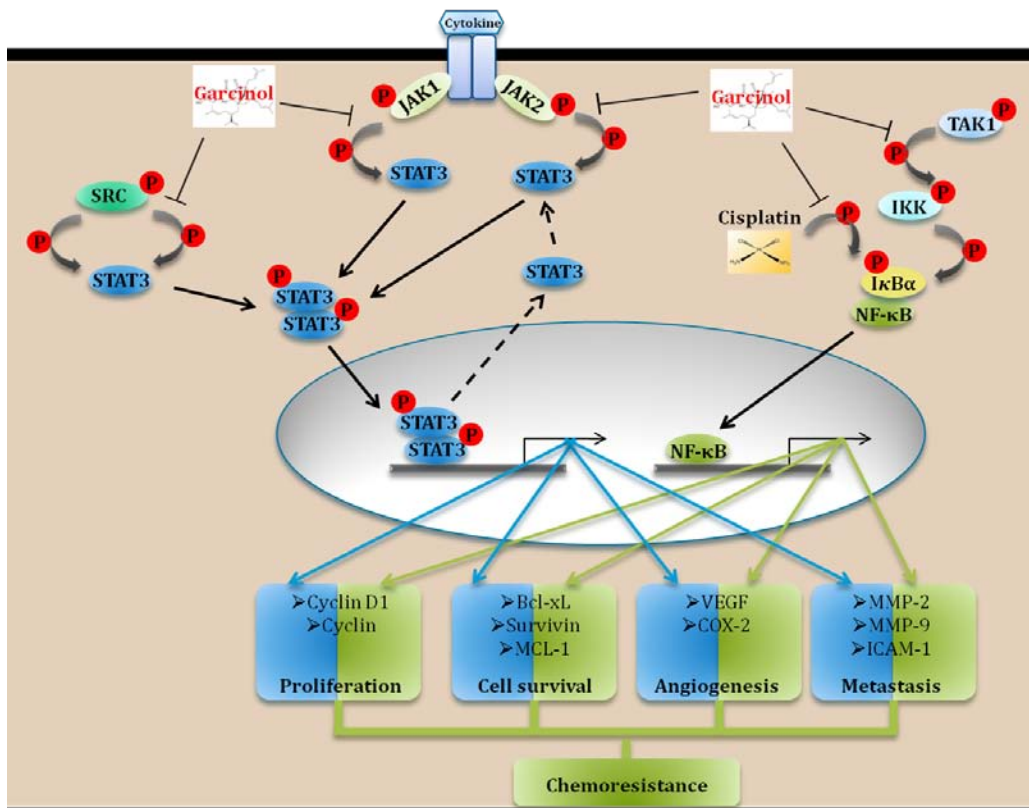 Cytokine
Garcinol
P
JAK1
JAK2
P
Garcinol
P
TAK1
P
P
P
STAT3
STAT3
SRC
P
P
P
STAT3
IKK
P
Cisplatin
P
P
P
IκBα
NF-κB
STAT3
P
STAT3
P
STAT3
P
STAT3
P
STAT3
NF-κB
➢Cyclin D1
➢Cyclin
Proliferation
➢Bcl-xL
➢Survivin
➢MCL-1
Cell survival
➢VEGF
➢COX-2
Angiogenesis
➢MMP-2
➢MMP-9
➢ICAM-1
Metastasis
Chemoresistance